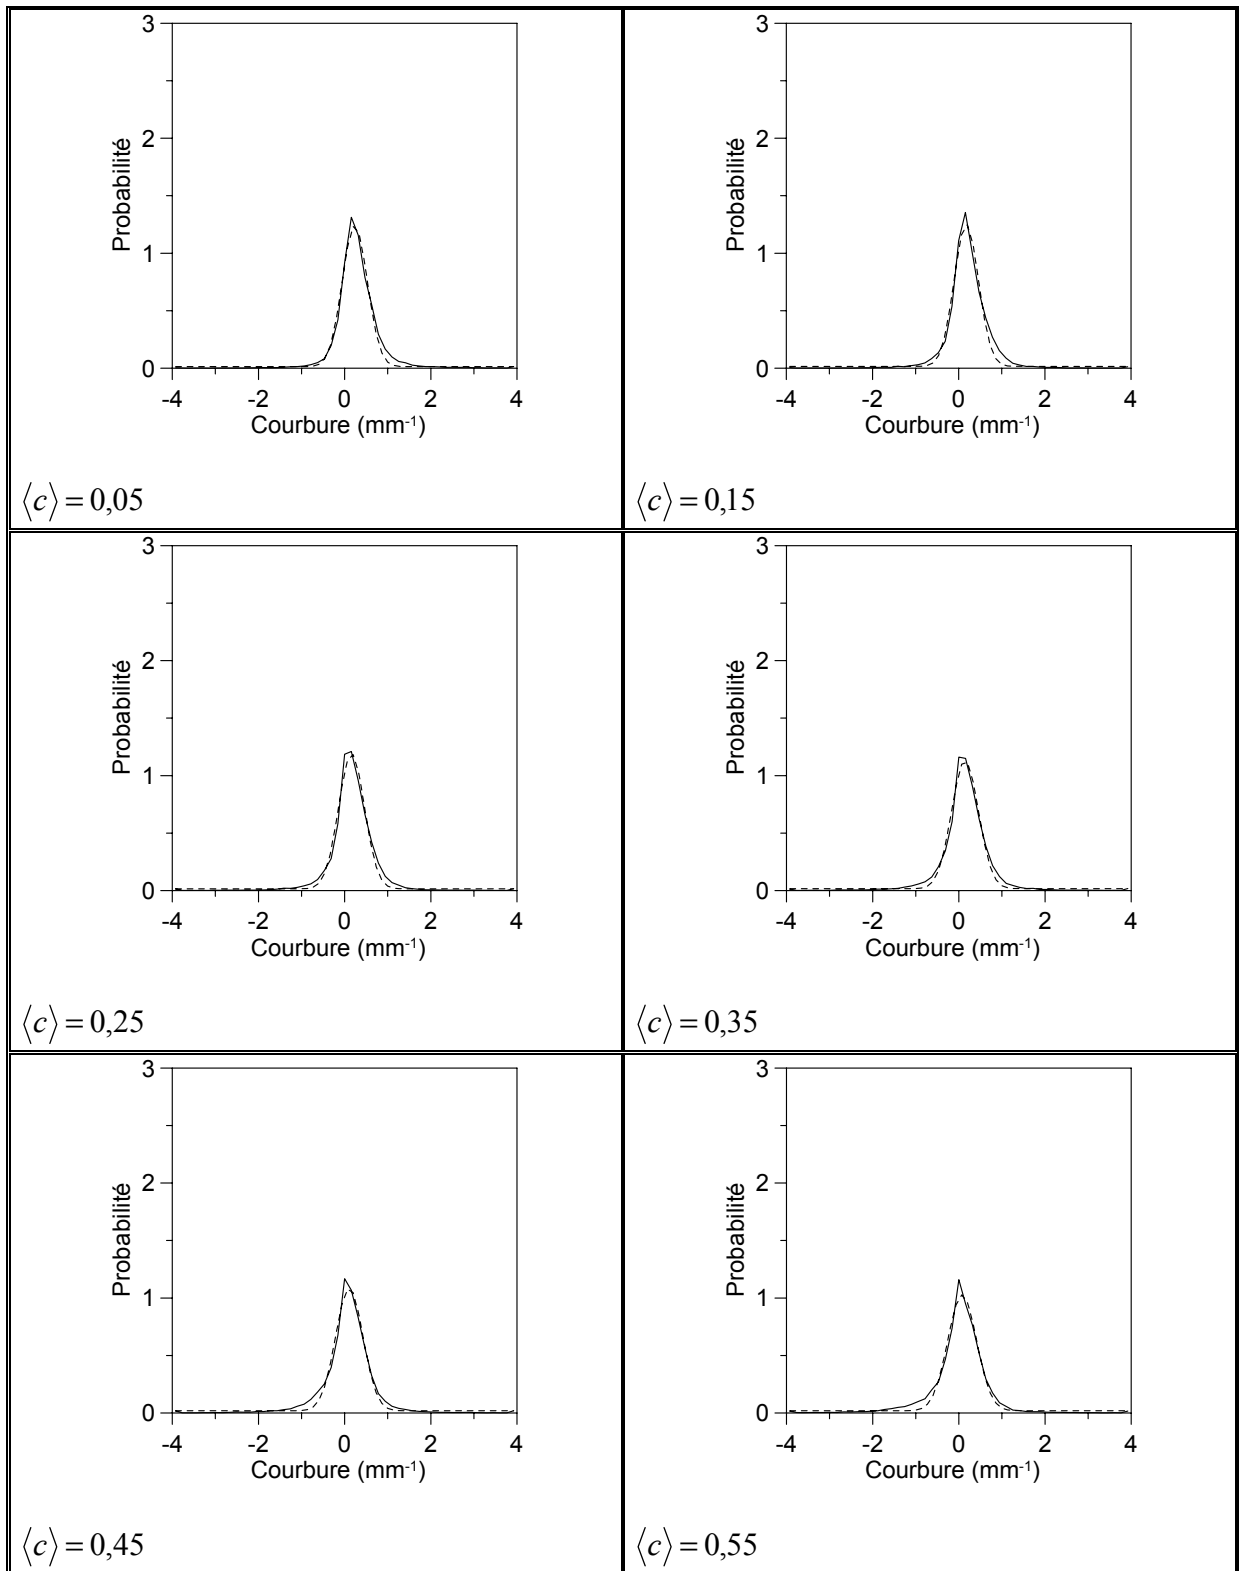 3
2
Probabilité
1
0
-4 -2 0 2 4
Courbure (mm-1)
⟨c⟩ = 0,05
3
2
Probabilité
1
0
-4 -2 0 2 4
Courbure (mm-1)
⟨c⟩ = 0,15
3
2
Probabilité
1
0
-4 -2 0 2 4
Courbure (mm-1)
⟨c⟩ = 0,25
3
2
Probabilité
1
0
-4 -2 0 2 4
Courbure (mm-1)
⟨c⟩ = 0,35
3
2
Probabilité
1
0
-4 -2 0 2 4
Courbure (mm-1)
⟨c⟩ = 0,45
3
2
Probabilité
1
0
-4 -2 0 2 4
Courbure (mm-1)
⟨c⟩ = 0,55